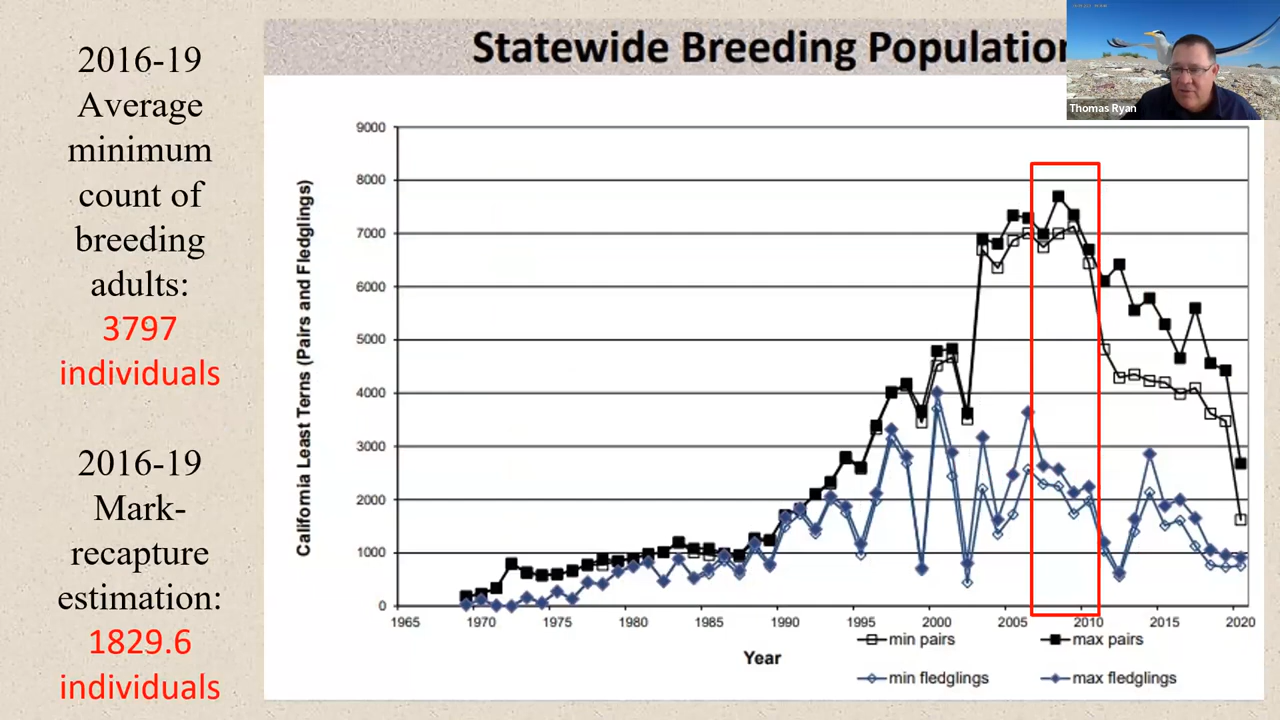 2016-19
Average
minimum
count of
breeding
adults:
3797
individuals
2016-19
Mark-
recapture
estimation:
1829.6
individuals
Statewide Breeding Population
Thomas Ryan
California Least Terns (Pairs and Fledglings)
9000
8000
7000
6000
5000
4000
3000
2000
1000
0
1965 1970 1975 1980 1985 1990 1995 2000 2005 2010 2015 2020
Year
min pairs max pairs
min fledglings max fledglings